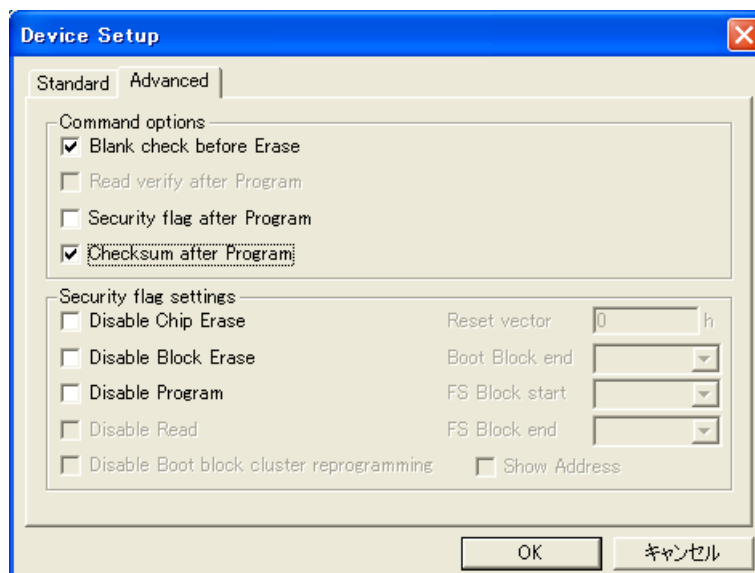 Device Setup
Standard Advanced
Command options
Blank check before Erase
Read verify after Program
Security flag after Program
Checksum after Program
Security flag settings
Disable Chip Erase Reset vector 0 h
Disable Block Erase Boot Block end
Disable Program FS Block start
Disable Read FS Block end
Disable Boot block cluster reprogramming Show Address
OK キャンセル